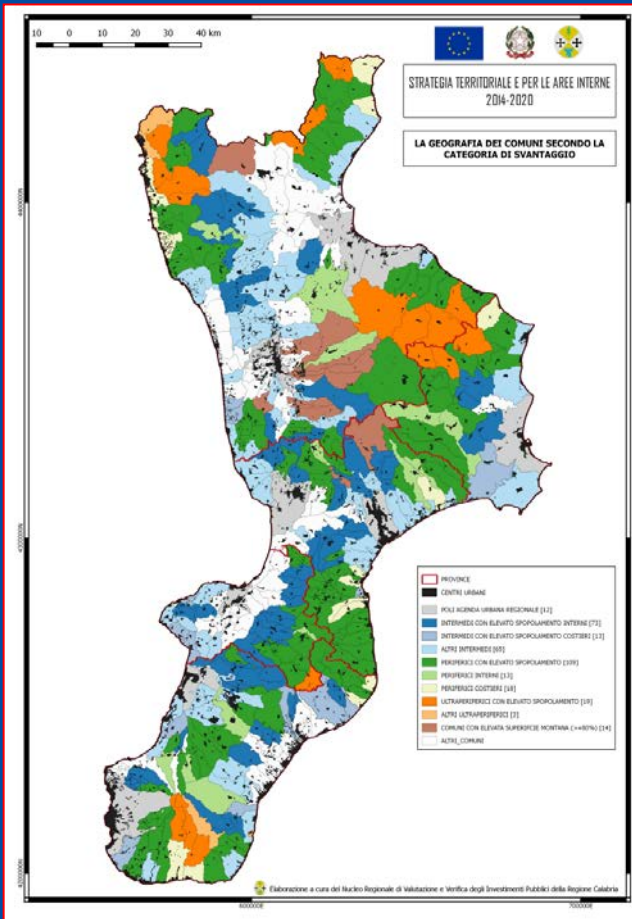 10 0 10 20 30 40 km
STRATEGIA TERRITORIALE E PER LE AREE INTERNE
2014-2020
LA GEOGRAFIA DEI COMUNI SECONDO LA
CATEGORIA DI SVANTAGGIO
PROVINCE
CENTRI URBANI
POLI AGENDA URBANA REGIONALE [12]
INTERMEDI CON ELEVATO SPOPOLAMENTO INTERNI [73]
INTERMEDI CON ELEVATO SPOPOLAMENTO COSTIERI [13]
ALTRI INTERMEDI [65]
PERIFERICI CON ELEVATO SPOPOLAMENTO [109]
PERIFERICI INTERNI [13]
PERIFERICI COSTIERI [18]
ULTRAPERIFERICI CON ELEVATO SPOPOLAMENTO [19]
ALTRI ULTRAPERIFERICI [2]
COMUNI CON ELEVATA SUPERIFCIE MONTANA (>=80%) [14]
ALTRI_COMUNI
Elaborazione a cura del Nucleo Regionale di Valutazione e Verifica degli Investimenti Pubblici della Regione Calabria
600000E